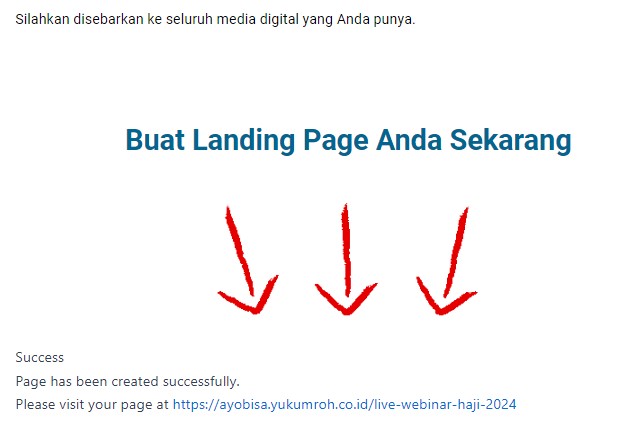 Silahkan disebarkan ke seluruh media digital yang Anda punya.
Buat Landing Page Anda Sekarang
Success
Page has been created successfully.
Please visit your page at https://ayobisa.yukumroh.co.id/live-webinar-haji-2024